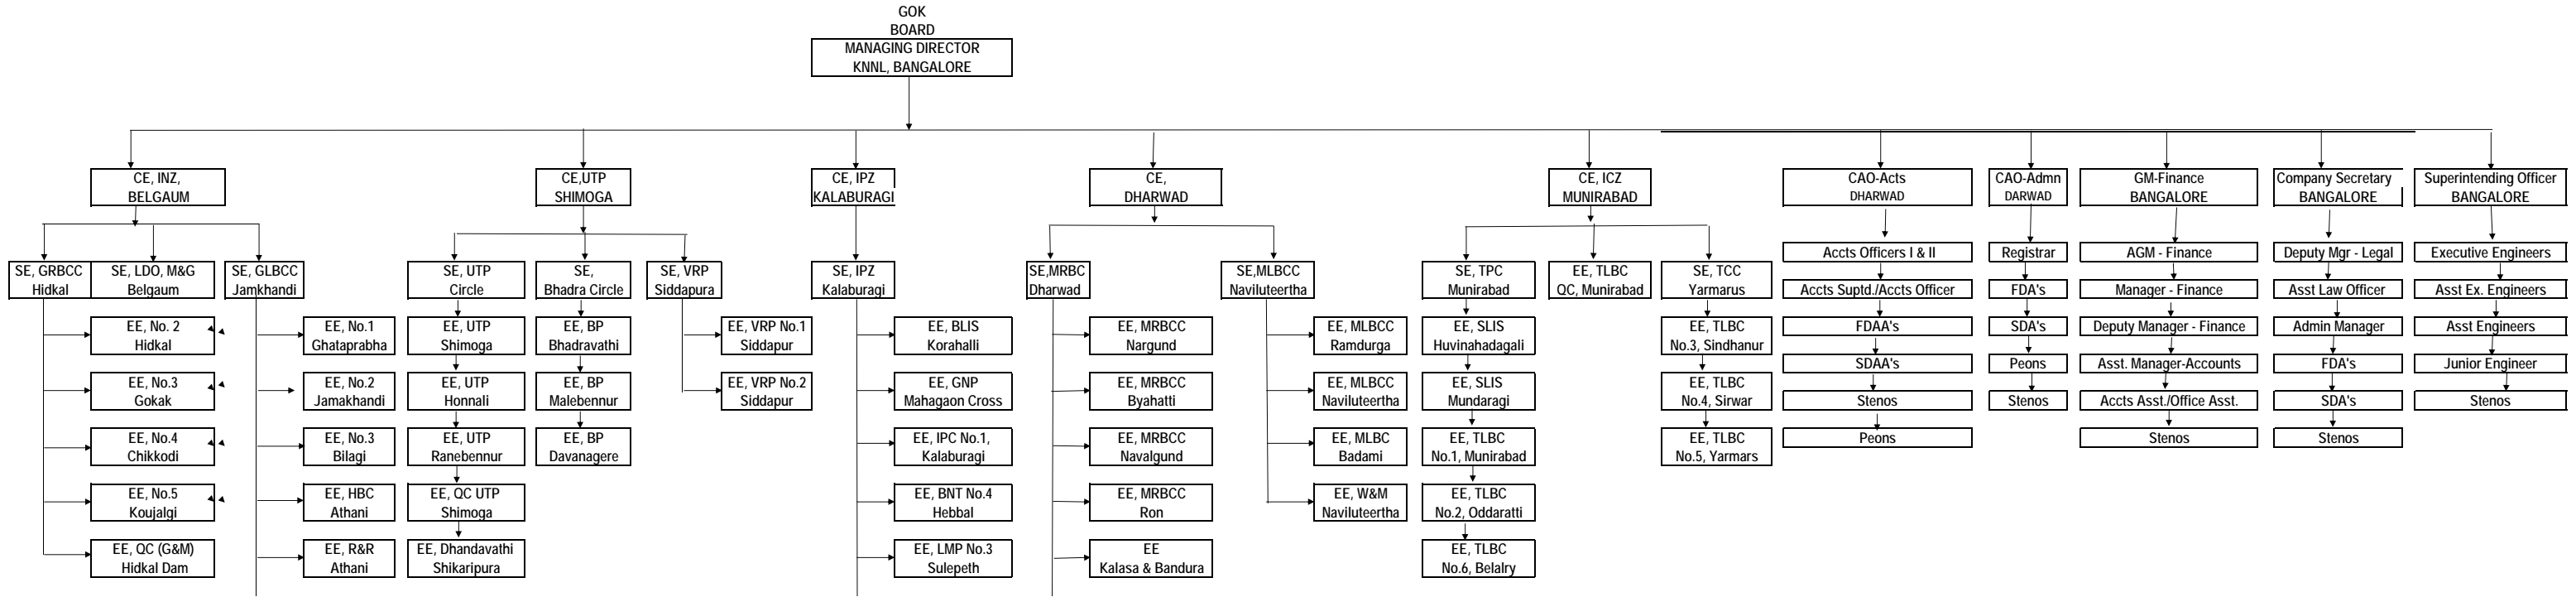 GOK
BOARD
MANAGING DIRECTOR
KNNL, BANGALORE
CE, INZ,
BELGAUM
CE,UTP
SHIMOGA
CE, IPZ
KALABURAGI
CE,
DHARWAD
CE, ICZ
MUNIRABAD
CAO-Acts
DHARWAD
CAO-Admn
DARWAD
GM-Finance
BANGALORE
Company Secretary
BANGALORE
Superintending Officer
BANGALORE
SE, GRBCC
Hidkal
SE, LDO, M&G
Belgaum
SE, GLBCC
Jamkhandi
SE, UTP
Circle
SE,
Bhadra Circle
SE, VRP
Siddapura
SE, IPZ
Kalaburagi
SE,MRBC
Dharwad
SE,MLBCC
Naviluteertha
SE, TPC
Munirabad
EE, TLBC
QC, Munirabad
SE, TCC
Yarmarus
EE, No. 2
Hidkal
EE, No.3
Gokak
EE, No.4
Chikkodi
EE, No.5
Koujalgi
EE, QC (G&M)
Hidkal Dam
EE, No.1
Ghataprabha
EE, No.2
Jamakhandi
EE, No.3
Bilagi
EE, HBC
Athani
EE, R&R
Athani
EE, UTP
Shimoga
EE, UTP
Honnali
EE, UTP
Ranebennur
EE, QC UTP
Shimoga
EE, Dhandavathi
Shikaripura
EE, BP
Bhadravathi
EE, BP
Malebennur
EE, BP
Davanagere
EE, VRP No.1
Siddapur
EE, VRP No.2
Siddapur
EE, BLIS
Korahalli
EE, GNP
Mahagaon Cross
EE, IPC No.1,
Kalaburagi
EE, BNT No.4
Hebbal
EE, LMP No.3
Sulepeth
EE, MRBCC
Nargund
EE, MRBCC
Byahatti
EE, MRBCC
Navalgund
EE, MRBCC
Ron
EE
Kalasa & Bandura
EE, MLBCC
Ramdurga
EE, MLBCC
Naviluteertha
EE, MLBC
Badami
EE, W&M
Naviluteertha
EE, SLIS
Huvinahadagali
EE, SLIS
Mundaragi
EE, TLBC
No.1, Munirabad
EE, TLBC
No.2, Oddaratti
EE, TLBC
No.6, Belalry
EE, TLBC
No.3, Sindhanur
EE, TLBC
No.4, Sirwar
EE, TLBC
No.5, Yarmars
Accts Officers I & II
Accts Suptd./Accts Officer
FDAA's
SDAA's
Stenos
Peons
Registrar
FDA's
SDA's
Peons
Stenos
AGM - Finance
Manager - Finance
Deputy Manager - Finance
Asst. Manager-Accounts
Accts Asst./Office Asst.
Stenos
Deputy Mgr - Legal
Asst Law Officer
Admin Manager
FDA's
SDA's
Stenos
Executive Engineers
Asst Ex. Engineers
Asst Engineers
Junior Engineer
Stenos